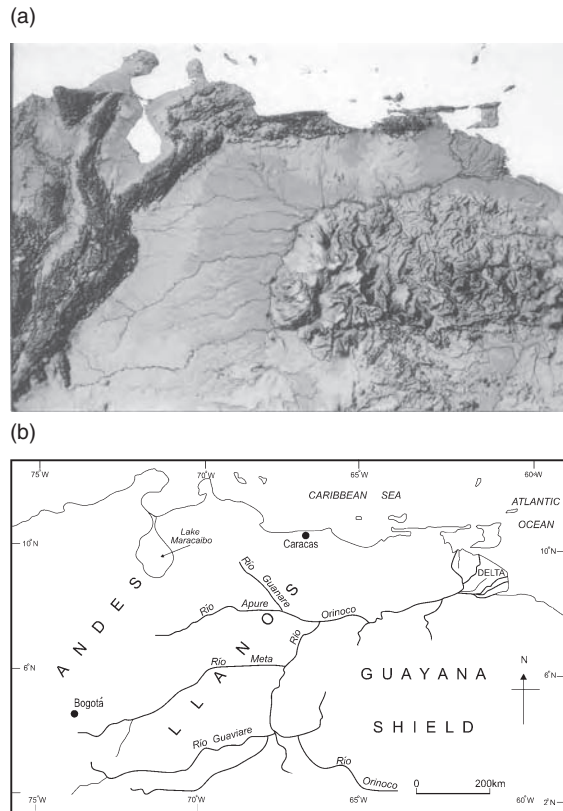 (a)
(b)
75°W
70°W
65°W
60°W
CARIBBEAN SEA
ATLANTIC
OCEAN
10°N
10°N
Lake
Maracaibo
Caracas
DELTA
Río
Guanare
Río
Apure
Orinoco
Río
ANDES
LLANOS
6°N
6°N
Río
Meta
GUAYANA
N
Bogotá
SHIELD
Río
Guaviare
Río
Orinoco
0
200km
75°W
70°W
65°W
60°W
2°N